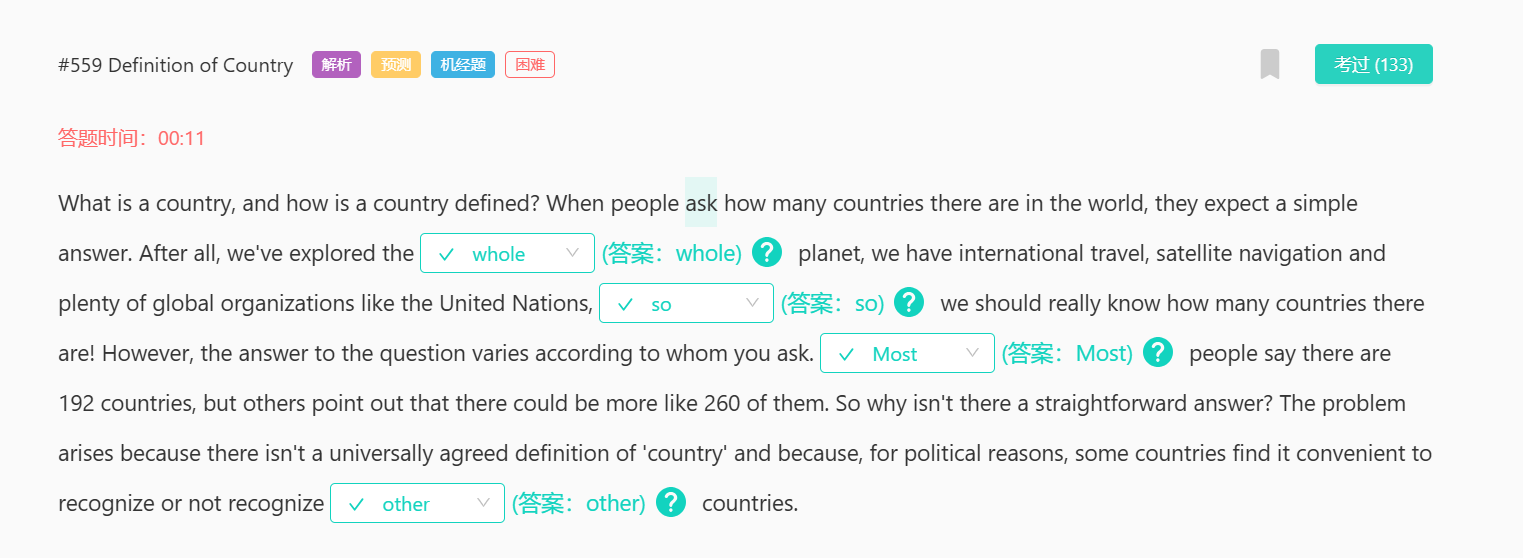 #559 Definition of Country 解析 预测 机经题 困难 考过 (133)
答题时间：00:11
What is a country, and how is a country defined? When people ask how many countries there are in the world, they expect a simple
answer. After all, we've explored the ✓ whole (答案：whole) ? planet, we have international travel, satellite navigation and
plenty of global organizations like the United Nations, ✓ so (答案：so) ? we should really know how many countries there
are! However, the answer to the question varies according to whom you ask. ✓ Most (答案：Most) ? people say there are
192 countries, but others point out that there could be more like 260 of them. So why isn't there a straightforward answer? The problem
arises because there isn't a universally agreed definition of 'country' and because, for political reasons, some countries find it convenient to
recognize or not recognize ✓ other (答案：other) ? countries.